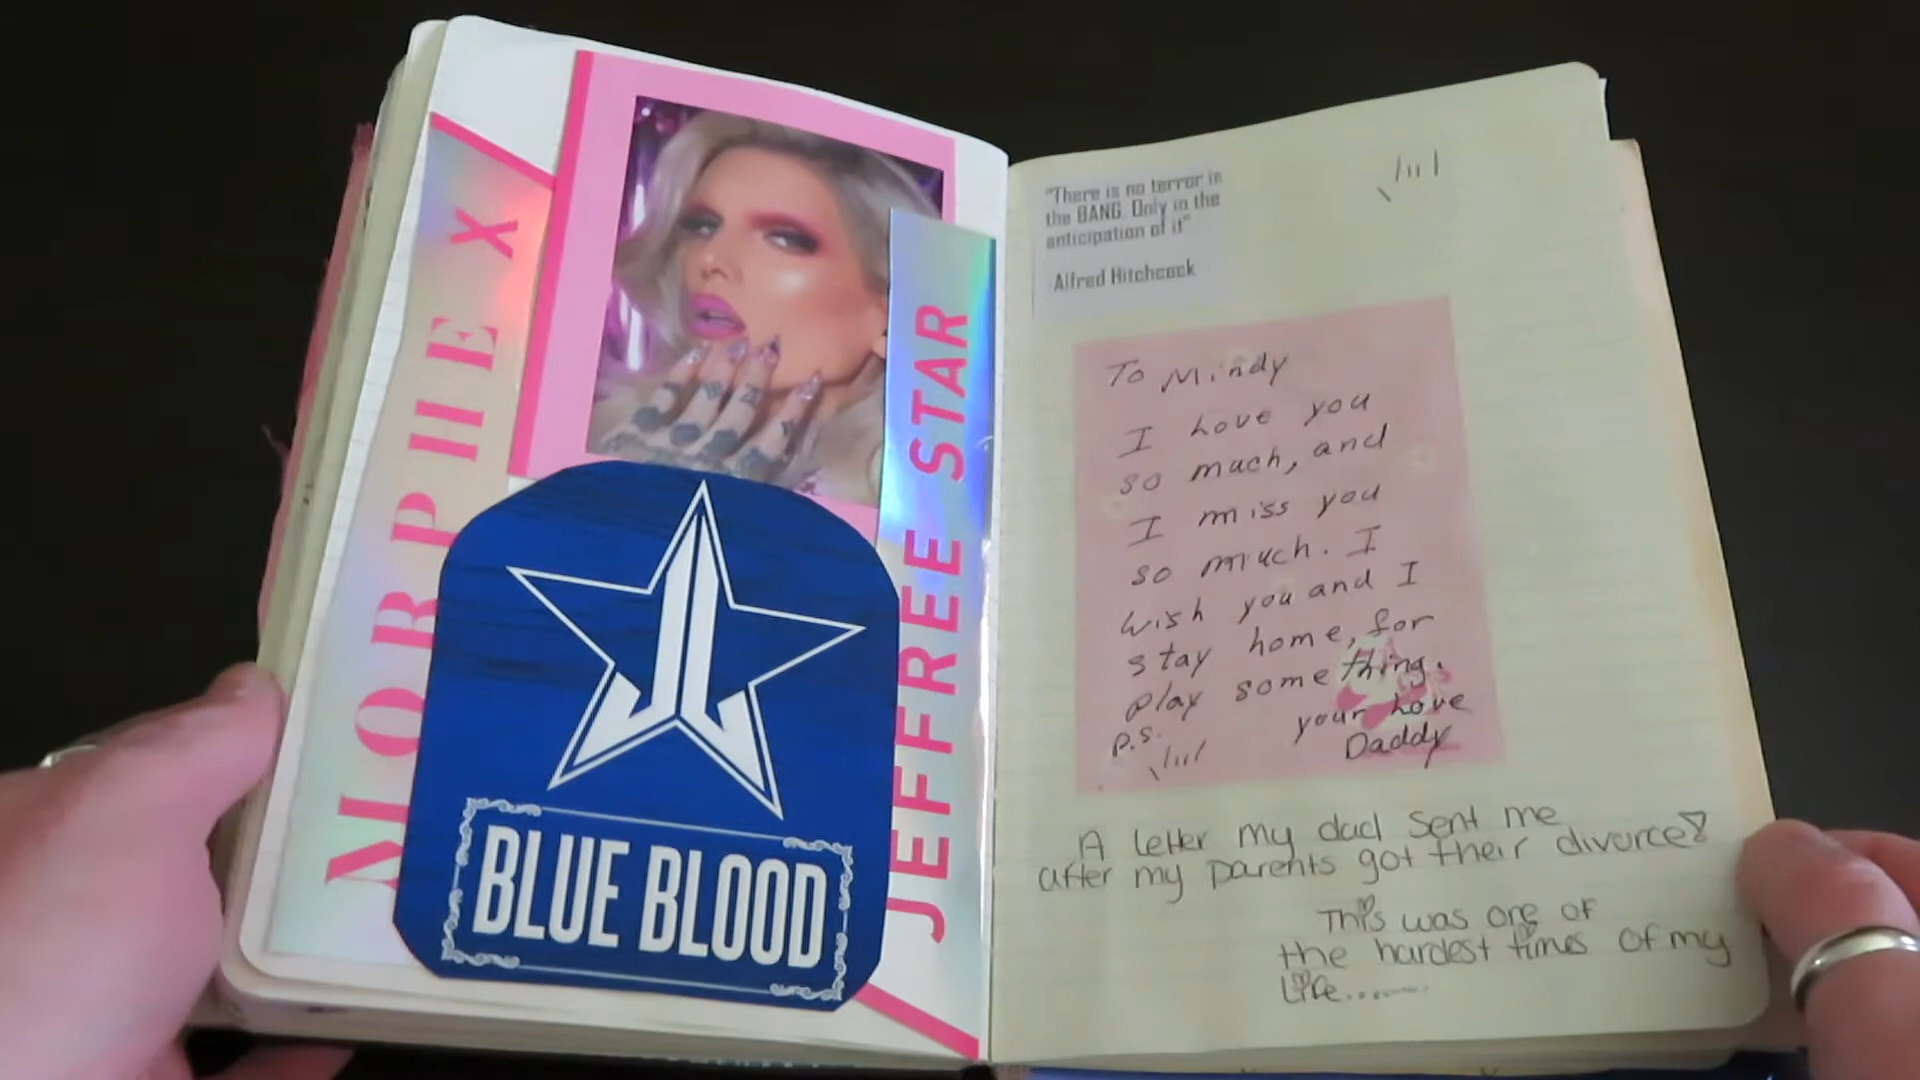 MORPHE X
JEFFREE STAR
BLUE BLOOD
"There is no terror in
the BANG. Only in the
anticipation of it"
-Alfred Hitchcock
To Mindy
I Love you
so much, and
I miss you
so much. I
wish you and I
stay home, for
play something.
your Love
Daddy
P.S.
A letter my dad sent me
after my parents got their divorce
This was one of
the hardest times of my
Life........